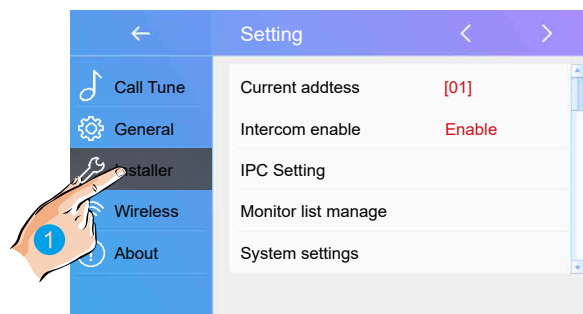 Setting
Call Tune
Current addtess [01]
General
Intercom enable Enable
Installer
IPC Setting
Wireless
Monitor list manage
1
About
System settings